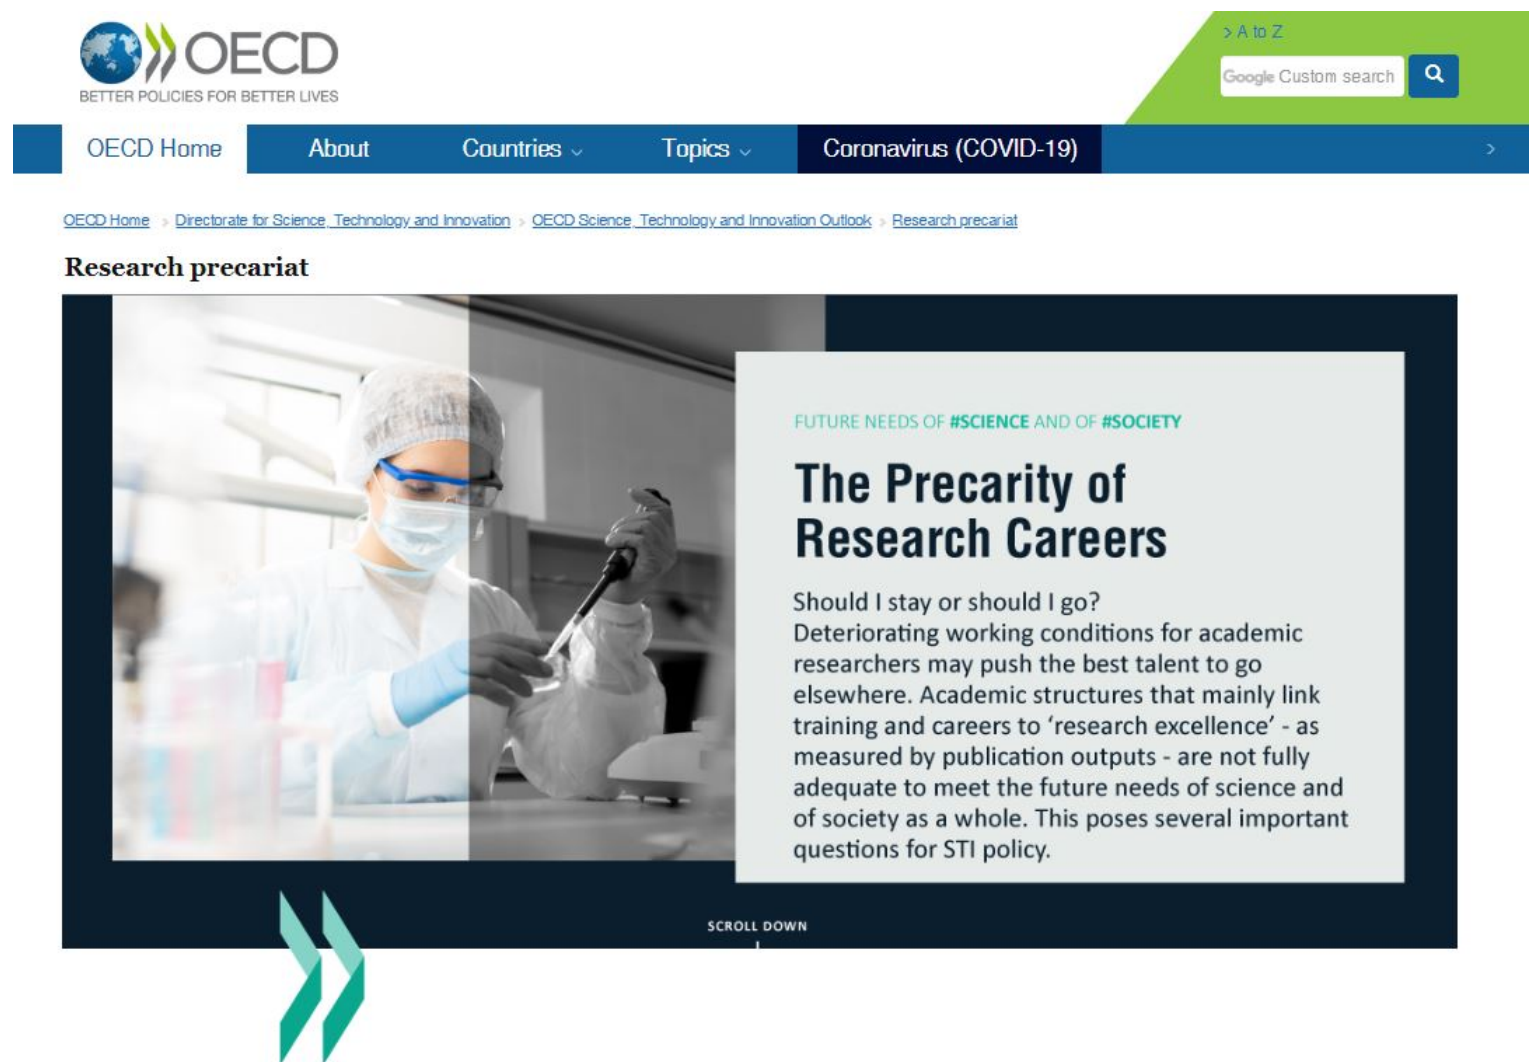 OECD
BETTER POLICIES FOR BETTER LIVES
> A to Z
Google Custom search
OECD Home
About
Countries
Topics
Coronavirus (COVID-19)
OECD Home > Directorate for Science, Technology and Innovation > OECD Science, Technology and Innovation Outlook > Research precariat
Research precariat
FUTURE NEEDS OF #SCIENCE AND OF #SOCIETY
The Precarity of
Research Careers
Should I stay or should I go?
Deteriorating working conditions for academic
researchers may push the best talent to go
elsewhere. Academic structures that mainly link
training and careers to ‘research excellence’ - as
measured by publication outputs - are not fully
adequate to meet the future needs of science and
of society as a whole. This poses several important
questions for STI policy.
SCROLL DOWN